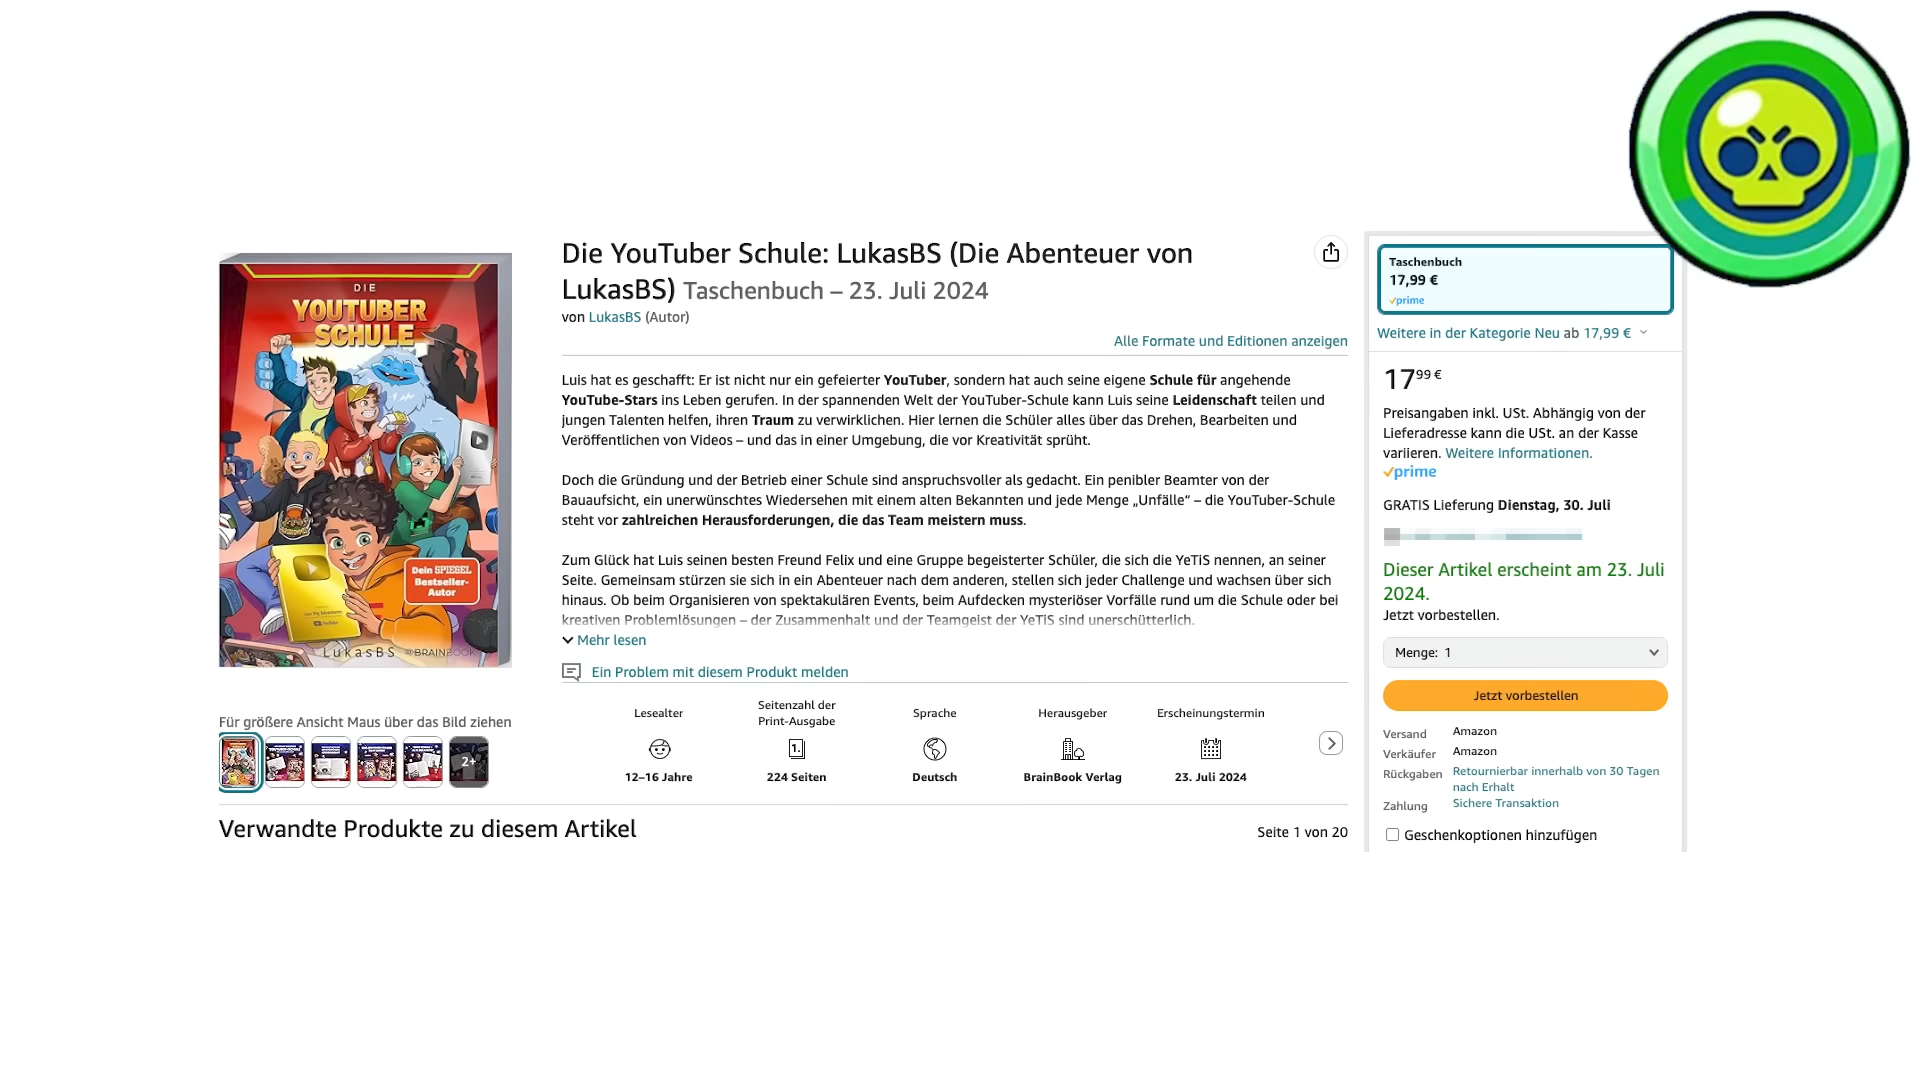 Die YouTuber Schule: LukasBS (Die Abenteuer von
LukasBS) Taschenbuch – 23. Juli 2024
von LukasBS (Autor)
Alle Formate und Editionen anzeigen
Luis hat es geschafft: Er ist nicht nur ein gefeierter YouTuber, sondern hat auch seine eigene Schule für angehende
YouTube-Stars ins Leben gerufen. In der spannenden Welt der YouTuber-Schule kann Luis seine Leidenschaft teilen und
jungen Talenten helfen, ihren Traum zu verwirklichen. Hier lernen die Schüler alles über das Drehen, Bearbeiten und
Veröffentlichen von Videos – und das in einer Umgebung, die vor Kreativität sprüht.
Doch die Gründung und der Betrieb einer Schule sind anspruchsvoller als gedacht. Ein penibler Beamter von der
Bauaufsicht, ein unerwünschtes Wiedersehen mit einem alten Bekannten und jede Menge „Unfälle“ – die YouTuber-Schule
steht vor zahlreichen Herausforderungen, die das Team meistern muss.
Zum Glück hat Luis seinen besten Freund Felix und eine Gruppe begeisterter Schüler, die sich die YeTiS nennen, an seiner
Seite. Gemeinsam stürzen sie sich in ein Abenteuer nach dem anderen, stellen sich jeder Challenge und wachsen über sich
hinaus. Ob beim Organisieren von spektakulären Events, beim Aufdecken mysteriöser Vorfälle rund um die Schule oder bei
kreativen Problemlösungen – der Zusammenhalt und der Teamgeist der YeTiS sind unerschütterlich.
Mehr lesen
Ein Problem mit diesem Produkt melden
Lesealter
12–16 Jahre
Seitenzahl der
Print-Ausgabe
1.
224 Seiten
Sprache
Deutsch
Herausgeber
BrainBook Verlag
Erscheinungstermin
23. Juli 2024
DIE
YOUTUBER
SCHULE
Dein SPIEGEL
Bestseller-
Autor
YouTube
LukasBS BRAINBOOK
Für größere Ansicht Maus über das Bild ziehen
2+
Verwandte Produkte zu diesem Artikel
Seite 1 von 20
Taschenbuch
17,99 €
prime
Weitere in der Kategorie Neu ab 17,99 €
17 99 €
Preisangaben inkl. USt. Abhängig von der
Lieferadresse kann die USt. an der Kasse
variieren. Weitere Informationen.
prime
GRATIS Lieferung Dienstag, 30. Juli
Dieser Artikel erscheint am 23. Juli
2024.
Jetzt vorbestellen.
Menge: 1
Jetzt vorbestellen
Versand Amazon
Verkäufer Amazon
Rückgaben Retournierbar innerhalb von 30 Tagen
nach Erhalt
Zahlung Sichere Transaktion
Geschenkoptionen hinzufügen